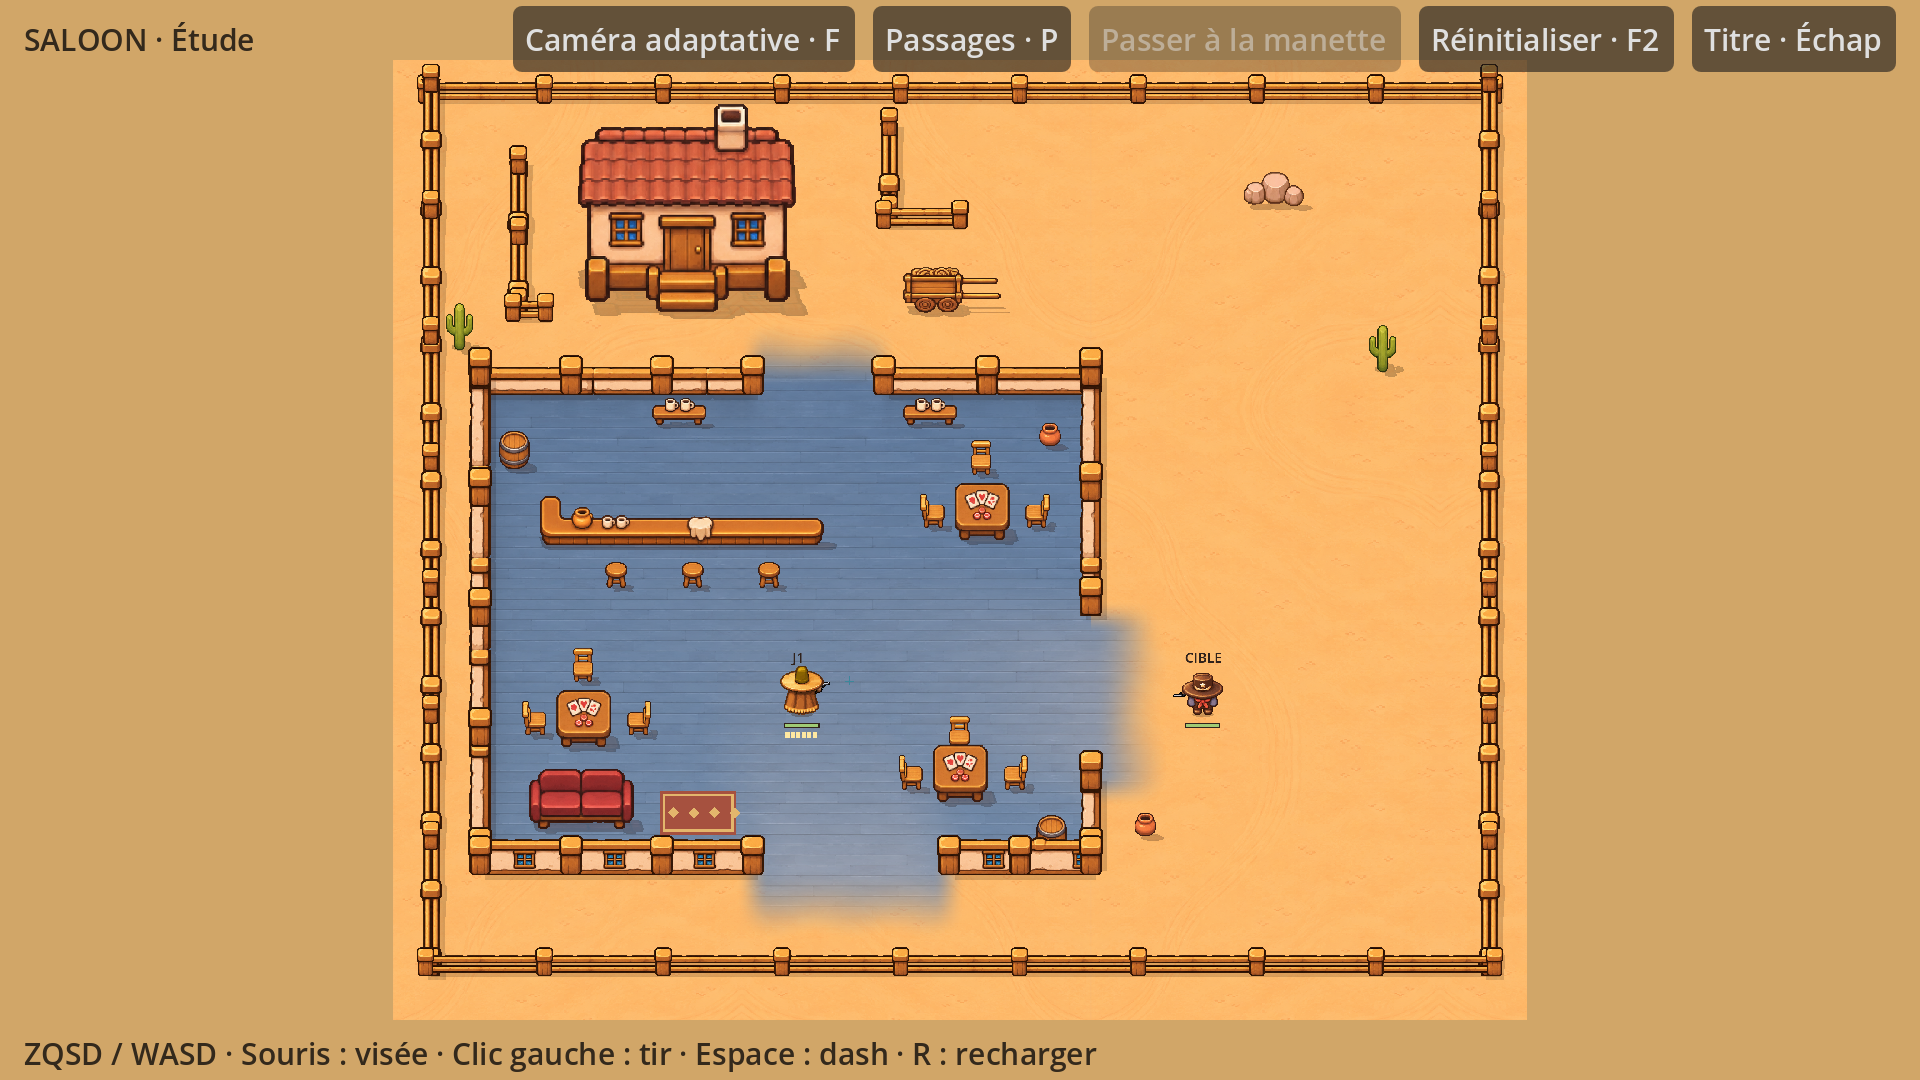 SALOON · Étude
Caméra adaptative · F
Passages · P
Passer à la manette
Réinitialiser · F2
Titre · Échap
J1
CIBLE
ZQSD / WASD · Souris : visée · Clic gauche : tir · Espace : dash · R : recharger